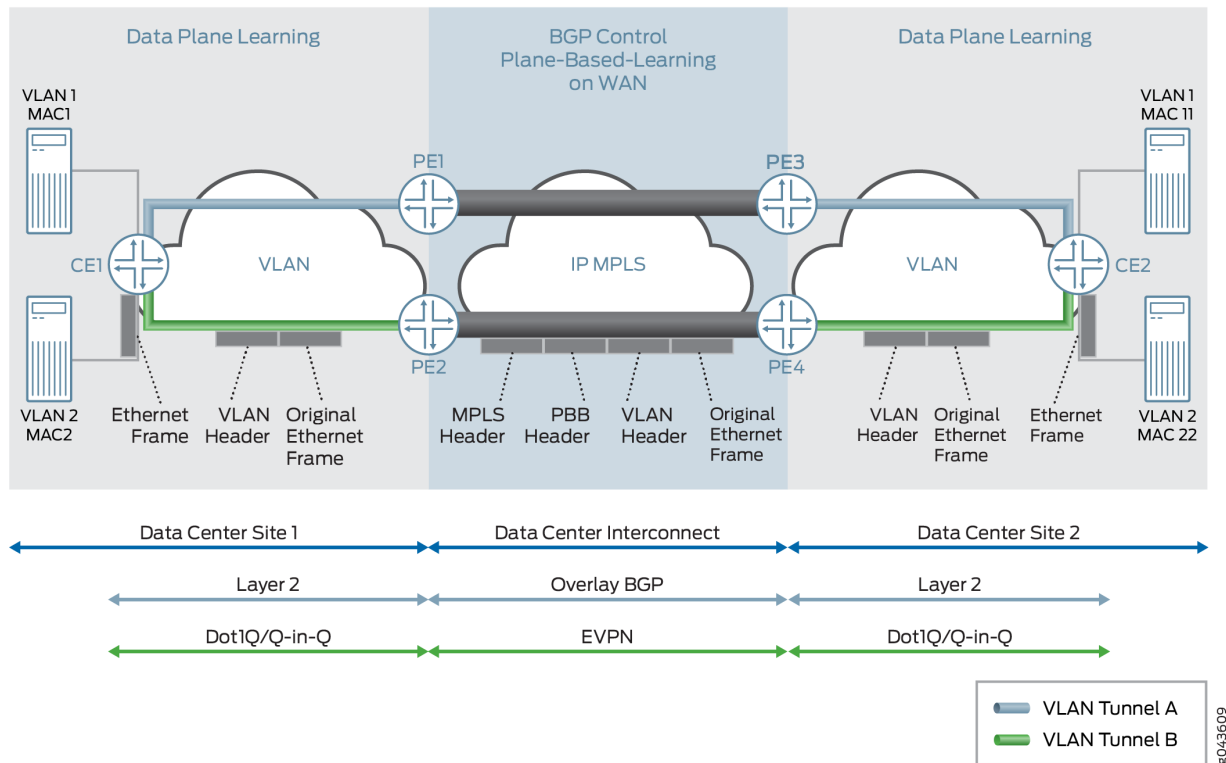 Data Plane Learning
BGP Control
Plane-Based-Learning
on WAN
Data Plane Learning
VLAN 1
MAC1
VLAN 1
MAC 11
PE1
PE3
CE1
VLAN
IP MPLS
VLAN
CE2
PE2
PE4
VLAN 2
MAC2
Ethernet
Frame
VLAN
Header
Original
Ethernet
Frame
MPLS
Header
PBB
Header
VLAN
Header
Original
Ethernet
Frame
VLAN
Header
Original
Ethernet
Frame
Ethernet
Frame
VLAN 2
MAC 22
Data Center Site 1
Data Center Interconnect
Data Center Site 2
Layer 2
Overlay BGP
Layer 2
Dot1Q/Q-in-Q
EVPN
Dot1Q/Q-in-Q
VLAN Tunnel A
VLAN Tunnel B
g043609